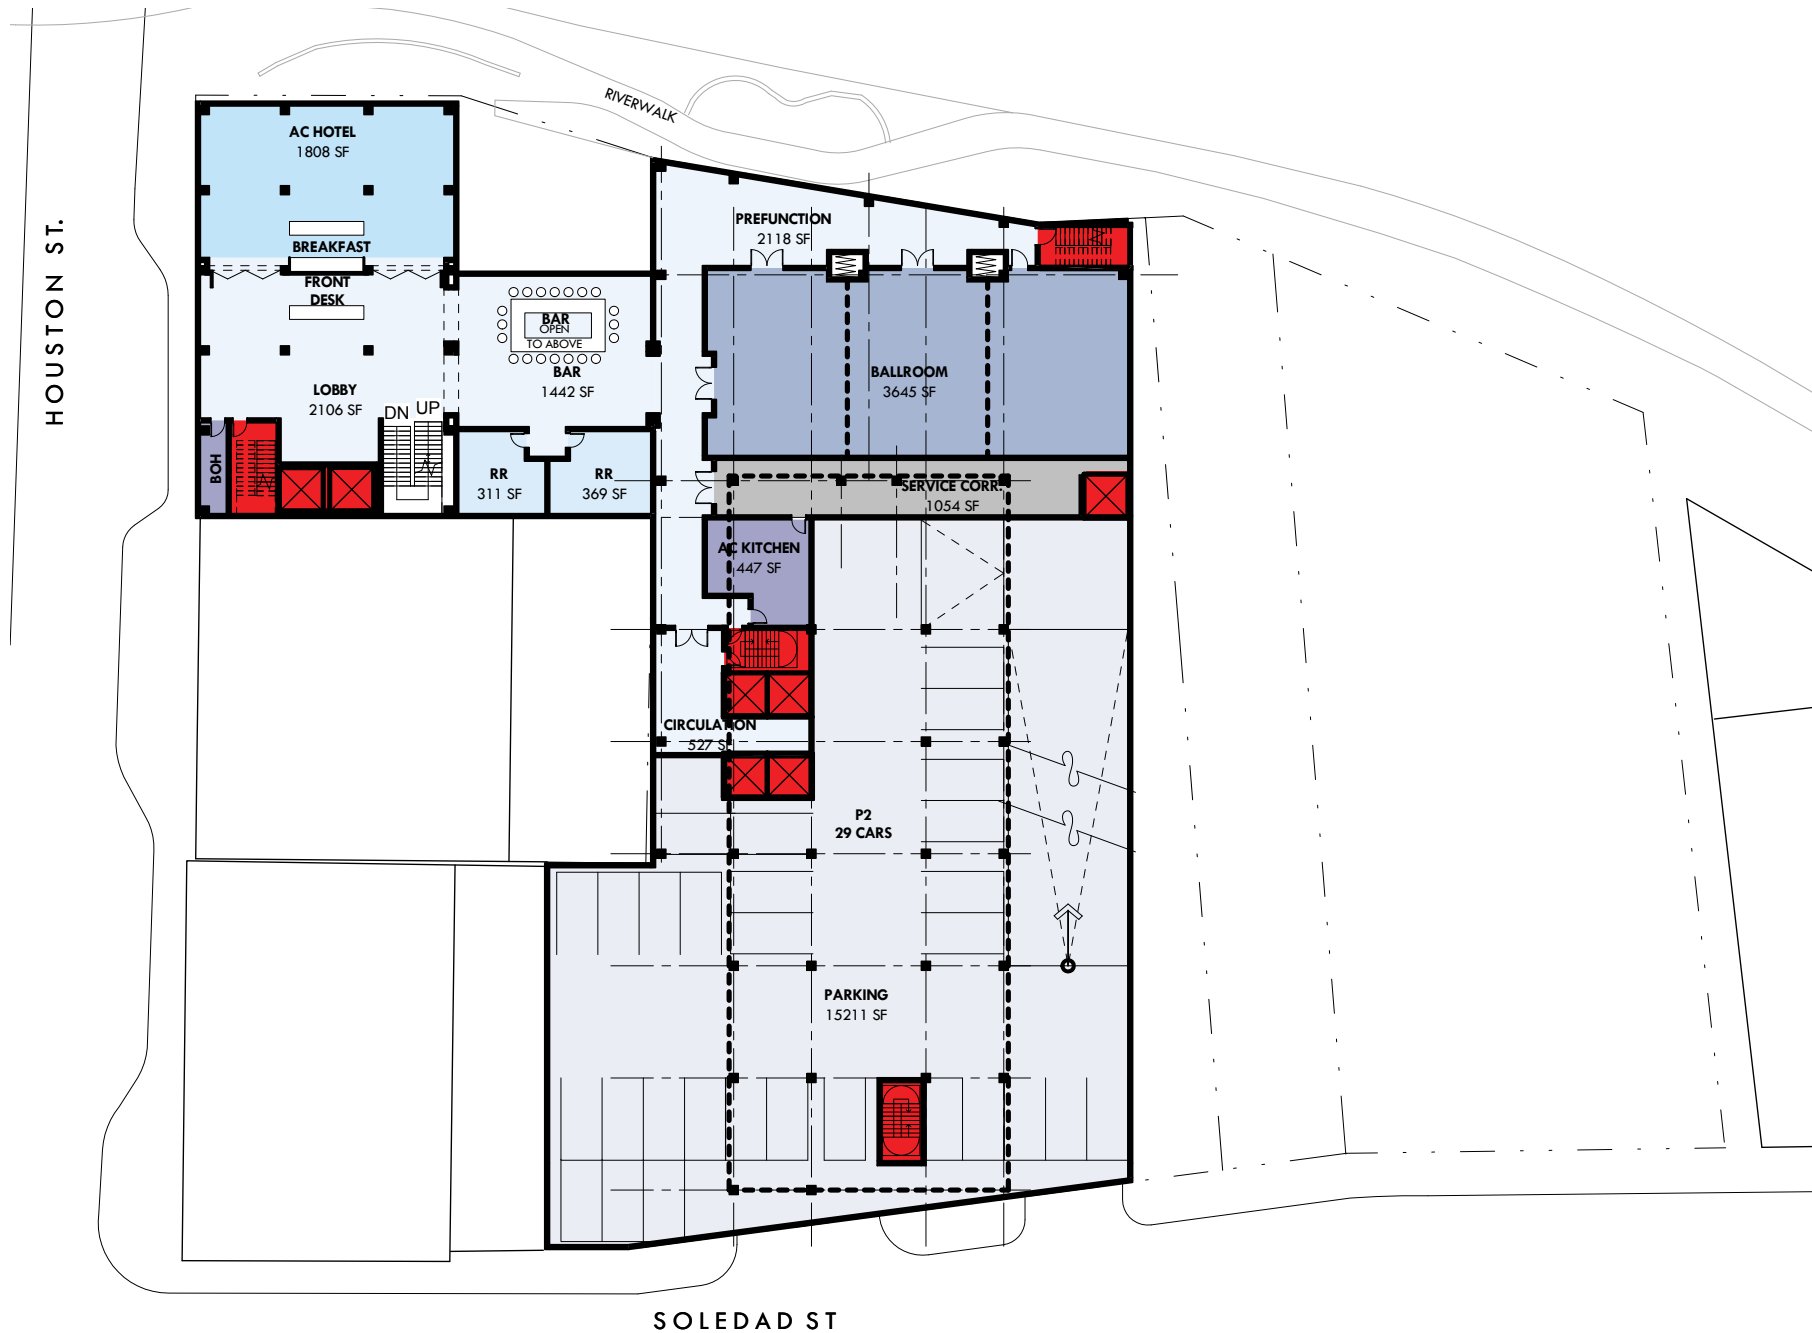 RIVERWALK
AC HOTEL
1808 SF
BREAKFAST
FRONT
DESK
HOUSTON ST.
PREFUNCTION
2118 SF
BAR
OPEN
TO ABOVE
BAR
1442 SF
BALLROOM
3645 SF
LOBBY
2106 SF
DN UP
BOH
RR
311 SF
RR
369 SF
SERVICE CORR.
1054 SF
AC KITCHEN
447 SF
CIRCULATION
527 S
P2
29 CARS
PARKING
15211 SF
SOLEDAD ST